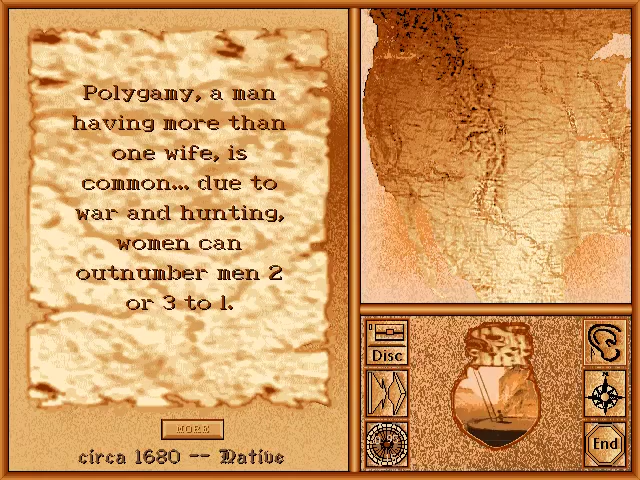 Polygamy, a man
having more than
one wife, is
common... due to
war and hunting,
women can
outnumber men 2
or 3 to 1.
MORE
circa 1680 -- Native
Disc
N
End